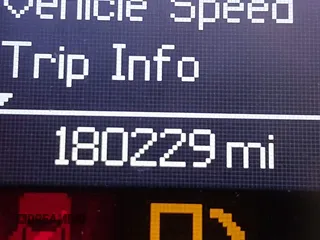 Vehicle Speed
Trip Info
180229 mi